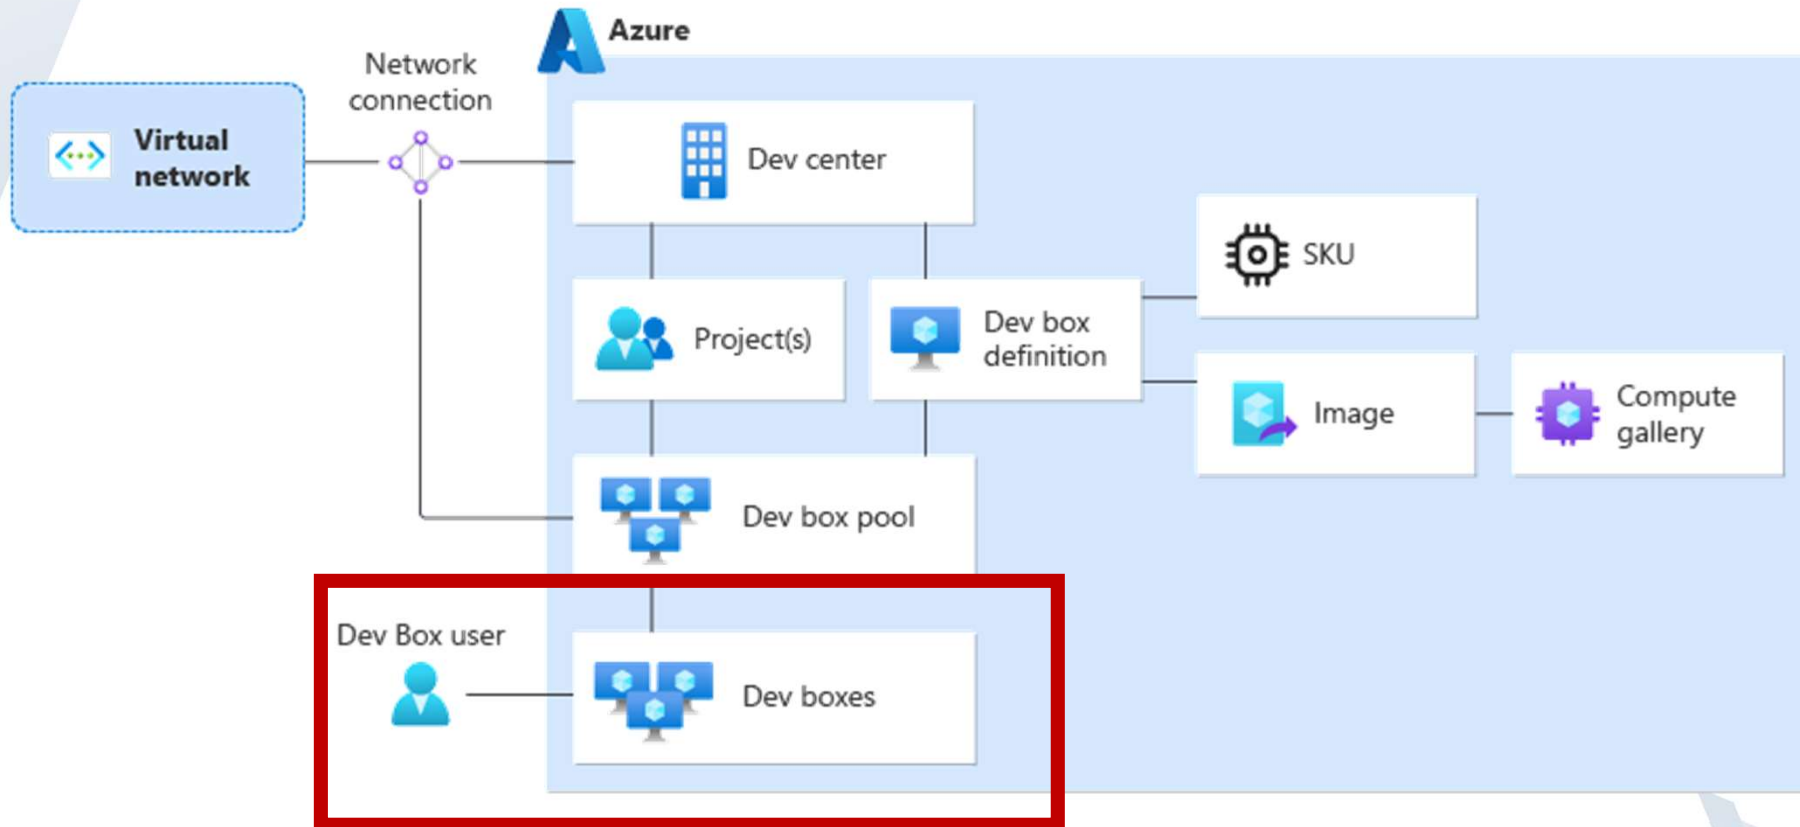 Azure
Network
connection
Virtual
network
Dev center
SKU
Project(s)
Dev box
definition
Image
Compute
gallery
Dev box pool
Dev Box user
Dev boxes